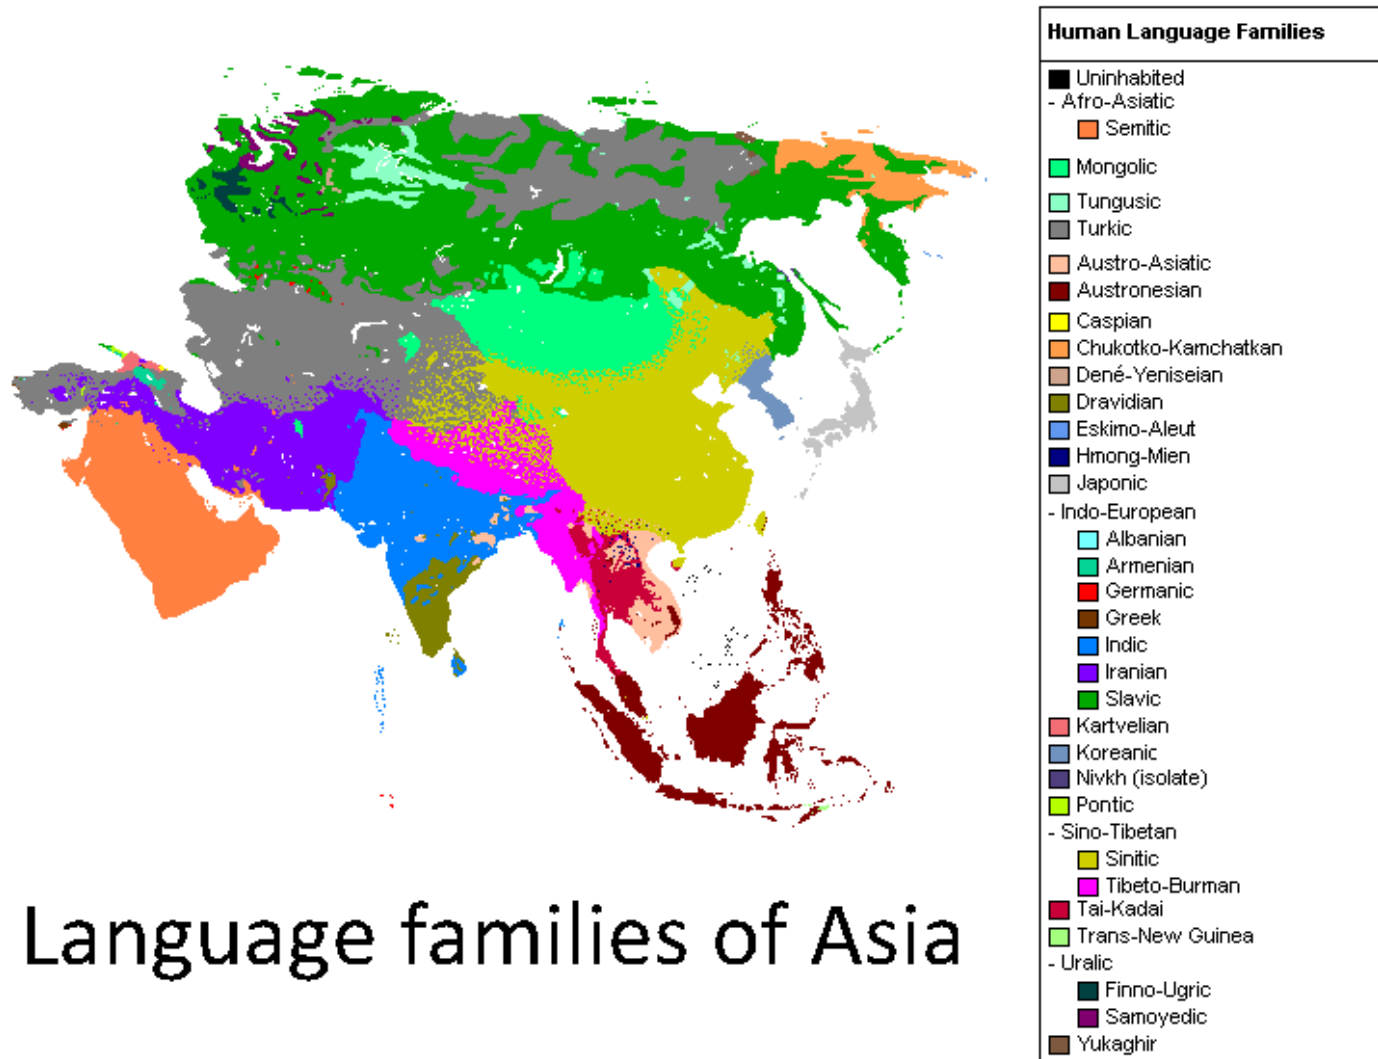 Human Language Families
Uninhabited
- Afro-Asiatic
Semitic
Mongolic
Tungusic
Turkic
Austro-Asiatic
Austronesian
Caspian
Chukotko-Kamchatkan
Dené-Yeniseian
Dravidian
Eskimo-Aleut
Hmong-Mien
Japonic
- Indo-European
Albanian
Armenian
Germanic
Greek
Indic
Iranian
Slavic
Kartvelian
Koreanic
Nivkh (isolate)
Pontic
- Sino-Tibetan
Sinitic
Tibeto-Burman
Tai-Kadai
Trans-New Guinea
- Uralic
Finno-Ugric
Samoyedic
Yukaghir
Language families of Asia